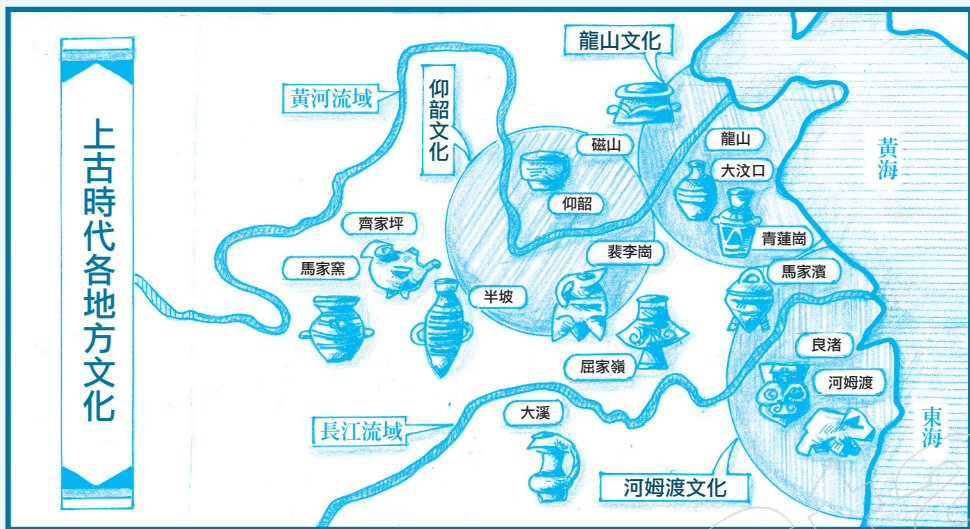 上古時代各地方文化
黃河流域
仰韶文化
龍山文化
磁山
仰韶
龍山
大汶口
青蓮崗
黃海
齊家坪
馬家窯
半坡
裴李崗
馬家濱
屈家嶺
良渚
河姆渡
大溪
長江流域
河姆渡文化
東海